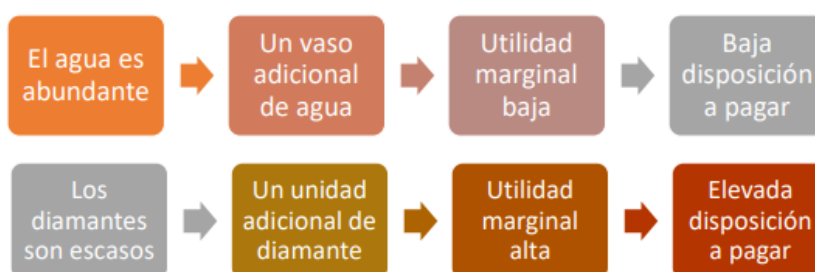 El agua es
abundante
Un vaso
adicional
de agua
Utilidad
marginal
baja
Baja
disposición
a pagar
Los
diamantes
son escasos
Un unidad
adicional de
diamante
Utilidad
marginal
alta
Elevada
disposición
a pagar